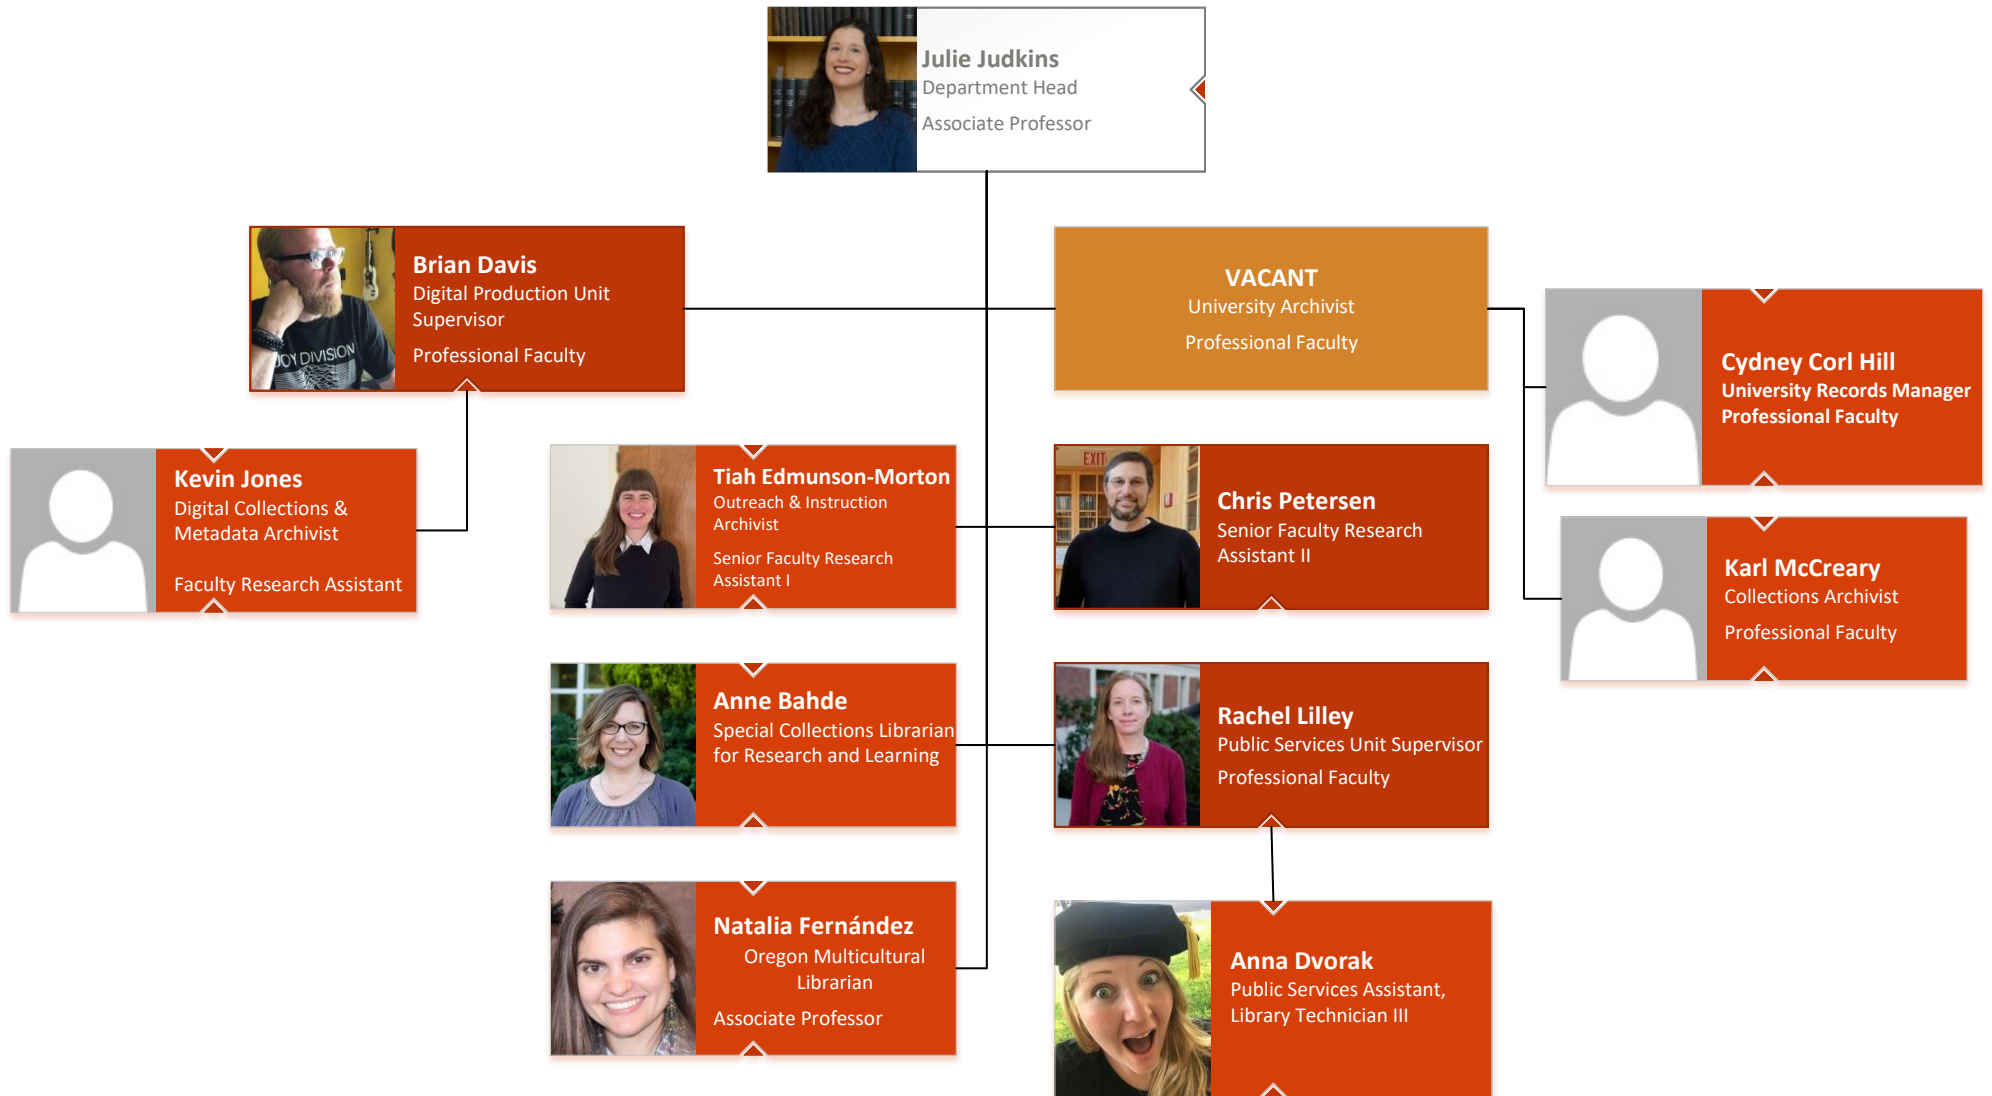 Julie Judkins
Department Head
Associate Professor
Brian Davis
Digital Production Unit
Supervisor
Professional Faculty
JOY DIVISION
VACANT
University Archivist
Professional Faculty
Cydney Corl Hill
University Records Manager
Professional Faculty
Kevin Jones
Digital Collections &
Metadata Archivist
Faculty Research Assistant
Tiah Edmunson-Morton
Outreach & Instruction
Archivist
Senior Faculty Research
Assistant I
EXIT
Chris Petersen
Senior Faculty Research
Assistant II
Karl McCreary
Collections Archivist
Professional Faculty
Anne Bahde
Special Collections Librarian
for Research and Learning
Rachel Lilley
Public Services Unit Supervisor
Professional Faculty
Natalia Fernández
Oregon Multicultural
Librarian
Associate Professor
Anna Dvorak
Public Services Assistant,
Library Technician III